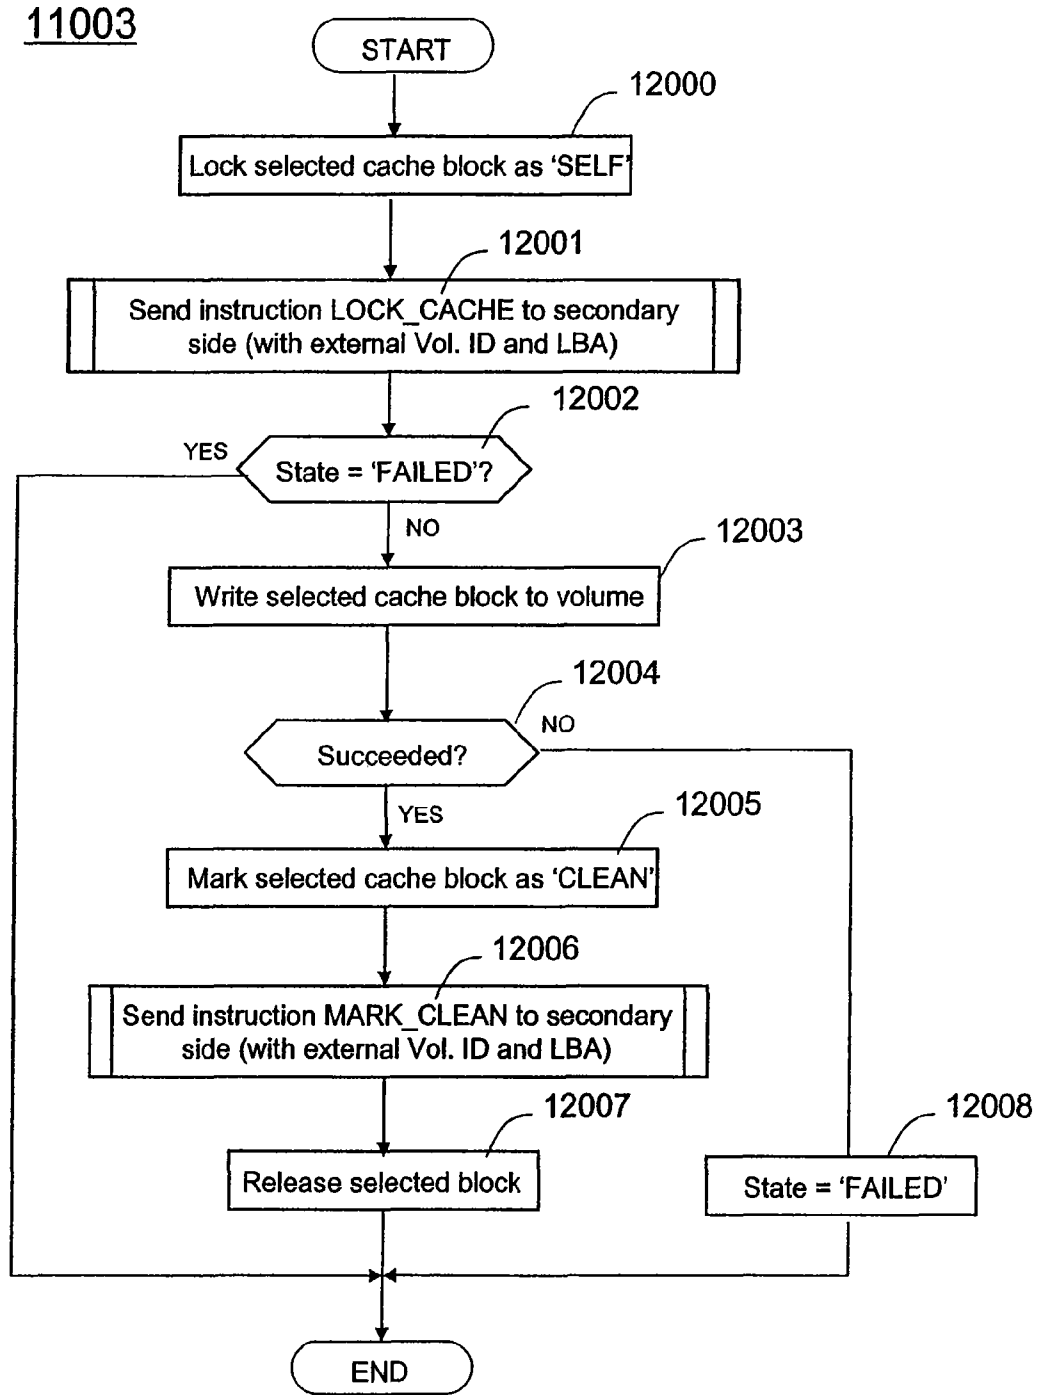 11003
START
12000
Lock selected cache block as ‘SELF’
12001
Send instruction LOCK_CACHE to secondary
side (with external Vol. ID and LBA)
12002
YES
State = ‘FAILED’?
NO
12003
Write selected cache block to volume
12004
NO
Succeeded?
YES
12005
Mark selected cache block as ‘CLEAN’
12006
Send instruction MARK_CLEAN to secondary
side (with external Vol. ID and LBA)
12007
12008
Release selected block
State = ‘FAILED’
END